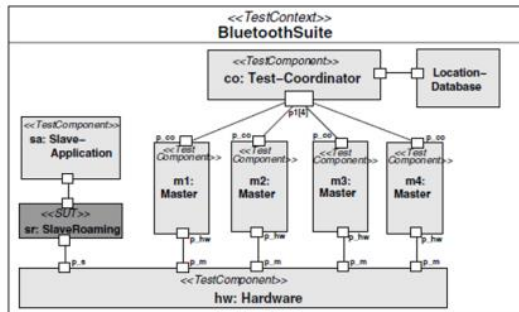 <<TestContext>>
BluetoothSuite
<<TestComponent>>
co: Test-Coordinator
Location-
Database
p1[4]
<<TestComponent>>
sa: Slave-
Application
p_co
p_co
p_co
p_co
<<Test
Component>>
m1:
Master
<<Test
Component>>
m2:
Master
<<Test
Component>>
m3:
Master
<<Test
Component>>
m4:
Master
<<SUT>>
sr: SlaveRoaming
p_hw
p_hw
p_hw
p_hw
p_s
p_m
p_m
p_m
p_m
<<TestComponent>>
hw: Hardware